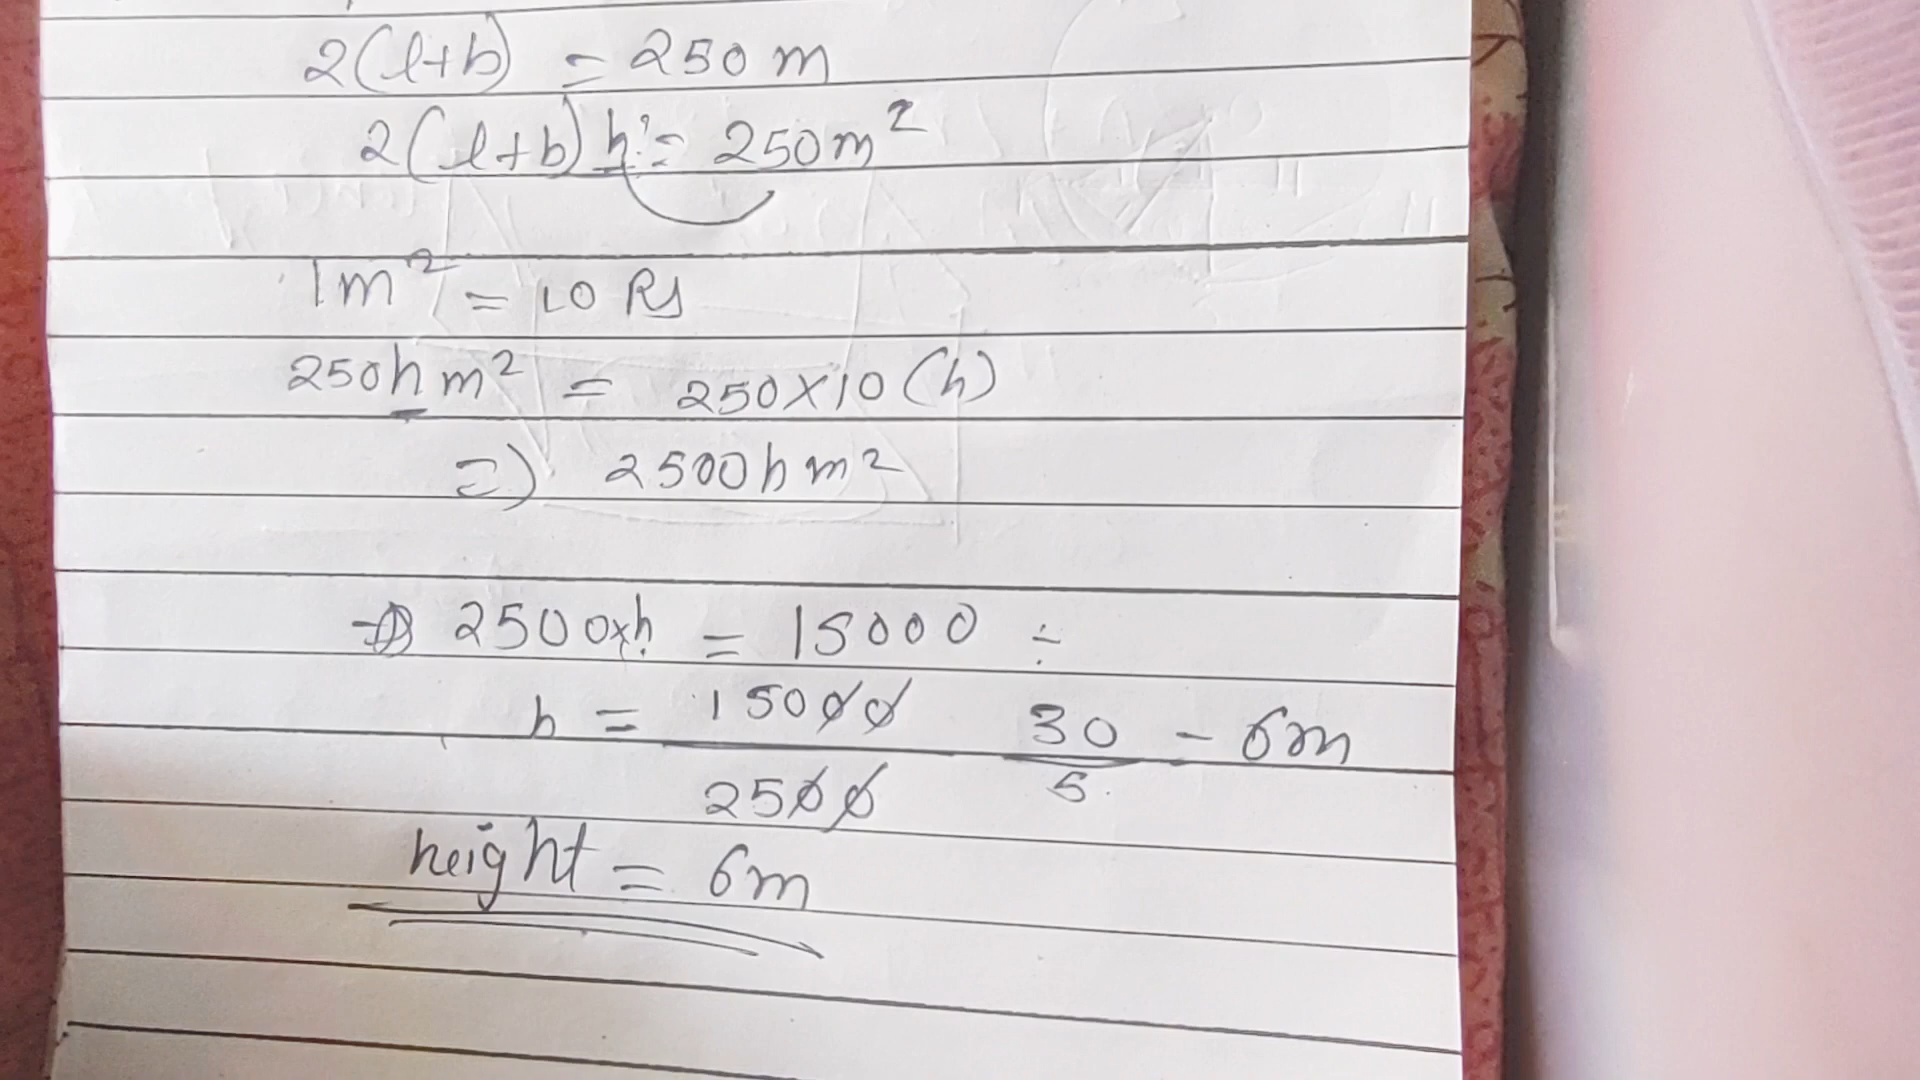 2(l+b) = 250 m
2(l+b) h = 250m²
1m² = 10 Rs
250h m² = 250×10 (h)
=) 2500h m²
2500×h = 15000 ÷
h = 15000 30 - 6m
2500 5
height = 6m